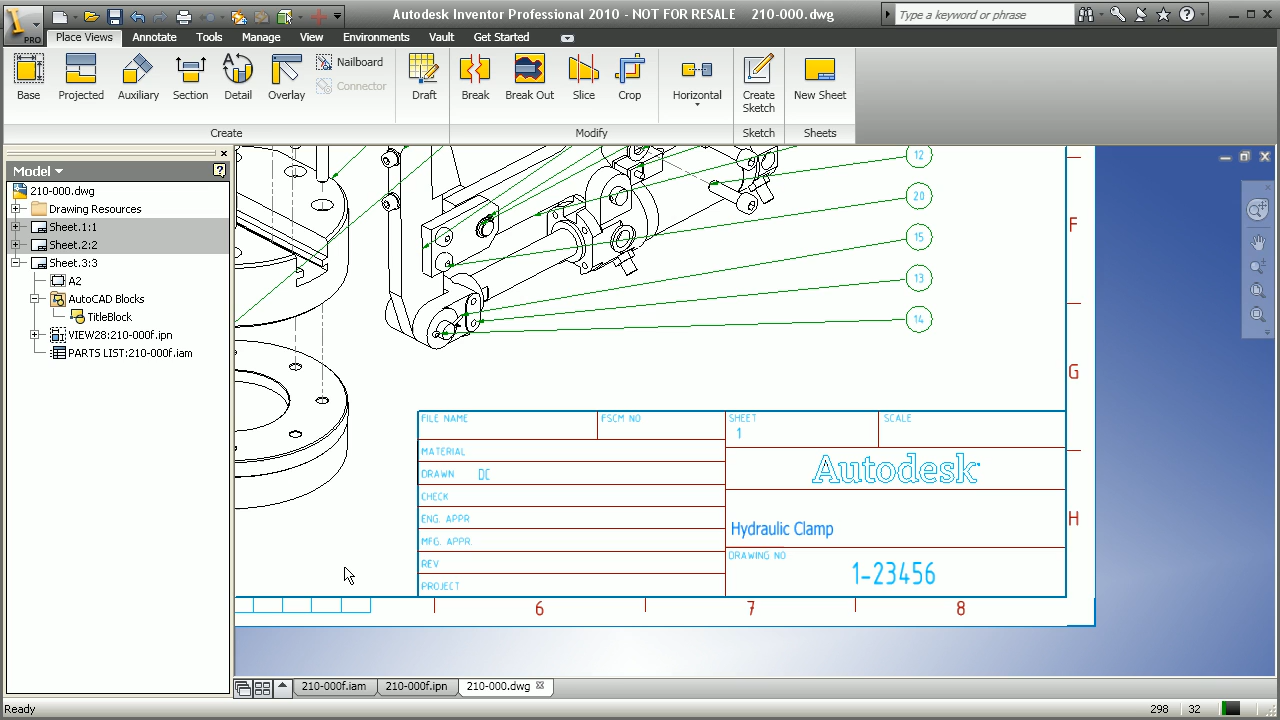 Autodesk Inventor Professional 2010 - NOT FOR RESALE 210-000.dwg
Type a keyword or phrase
PRO
Place Views Annotate Tools Manage View Environments Vault Get Started
Base Projected Auxiliary Section Detail Overlay
Nailboard
Connector
Draft Break Break Out Slice Crop Horizontal
Create
Sketch
New Sheet
Create Modify Sketch Sheets
Model
210-000.dwg
Drawing Resources
Sheet.1:1
Sheet.2:2
Sheet.3:3
A2
AutoCAD Blocks
TitleBlock
VIEW28:210-000f.ipn
PARTS LIST:210-000f.iam
12
20
15
13
14
F
G
H
FILE NAME FSCM NO SHEET SCALE
1
MATERIAL
Autodesk
DRAWN DC
CHECK
ENG. APPR
Hydraulic Clamp
MFG. APPR.
DRAWING NO
REV
1-23456
PROJECT
6 7 8
210-000f.iam 210-000f.ipn 210-000.dwg
Ready 298 32